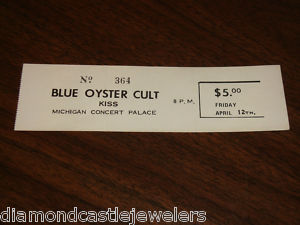 Nº 364
BLUE OYSTER CULT
KISS
MICHIGAN CONCERT PALACE
8 P.M.
$5.00
FRIDAY
APRIL 12TH,
diamondcastlejewelers